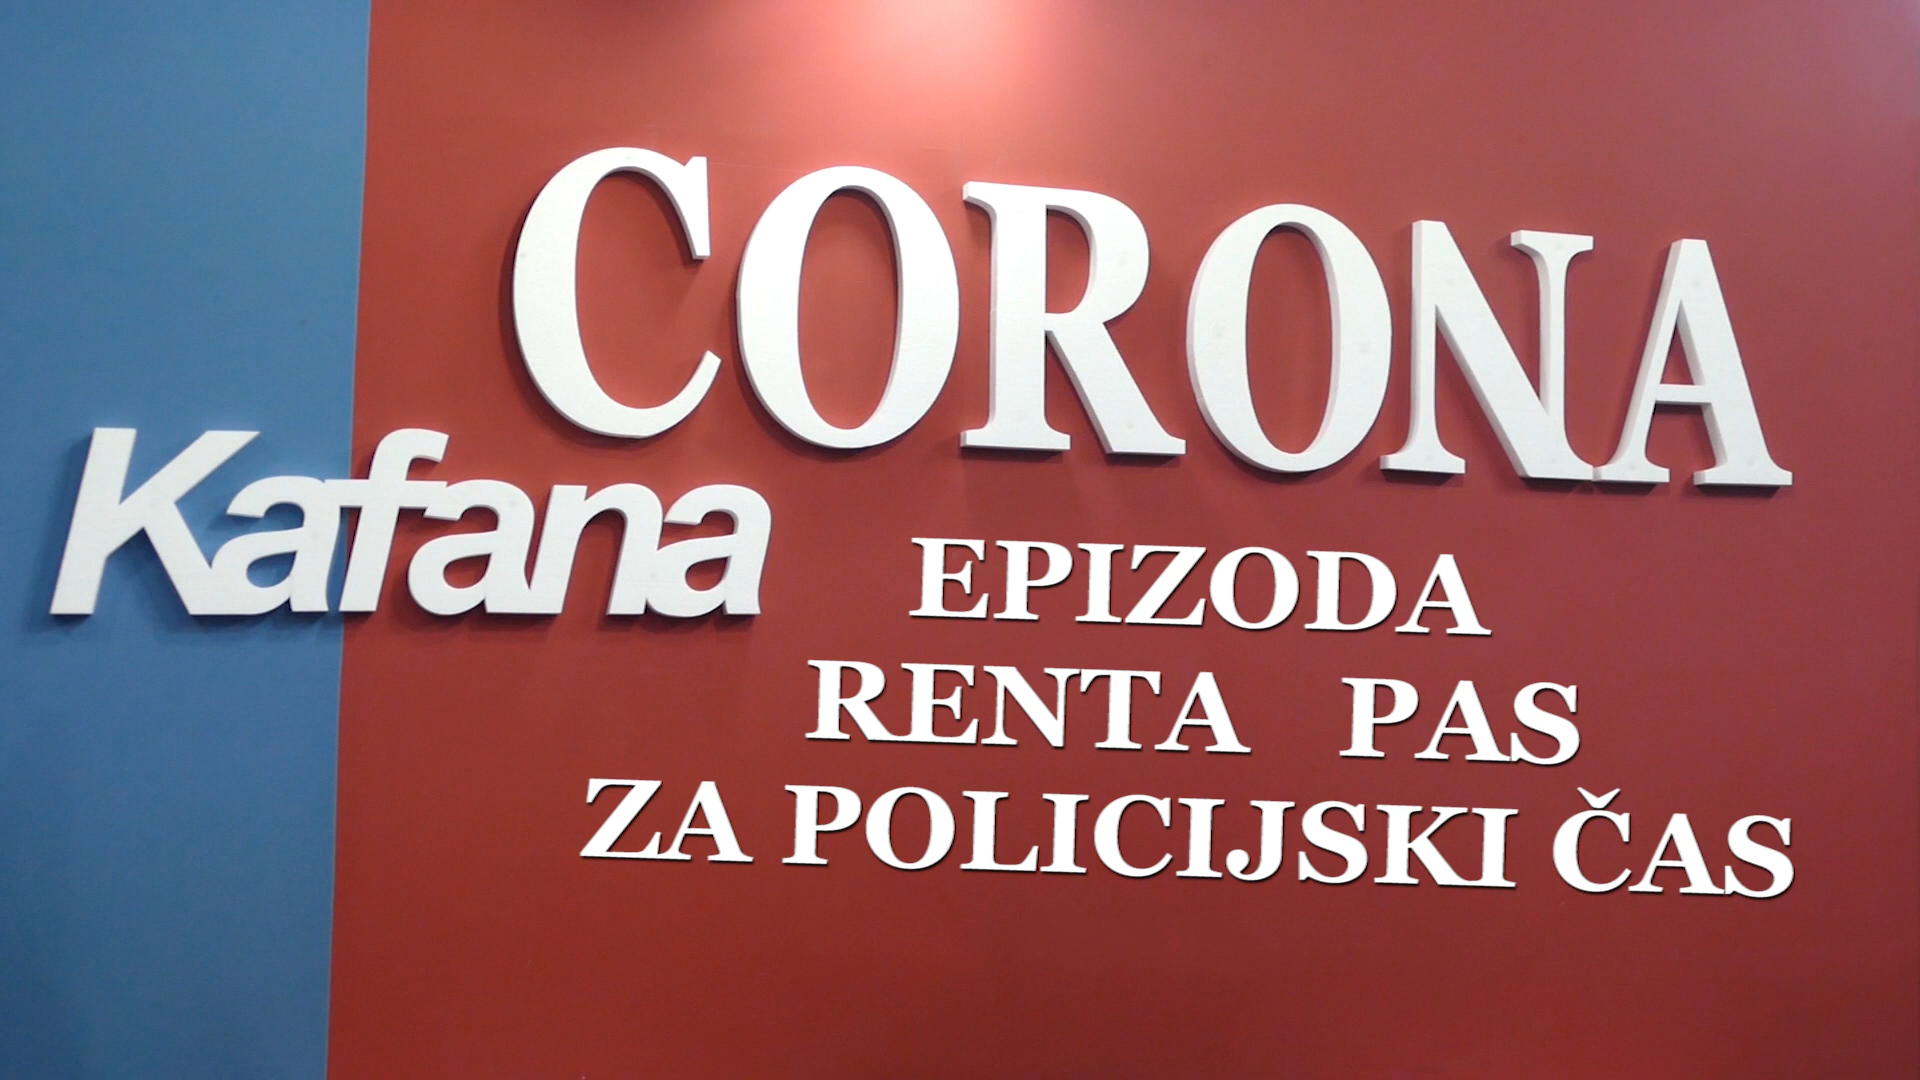 CORONA
Kafana
EPIZODA
RENTA PAS
ZA POLICIJSKI ČAS